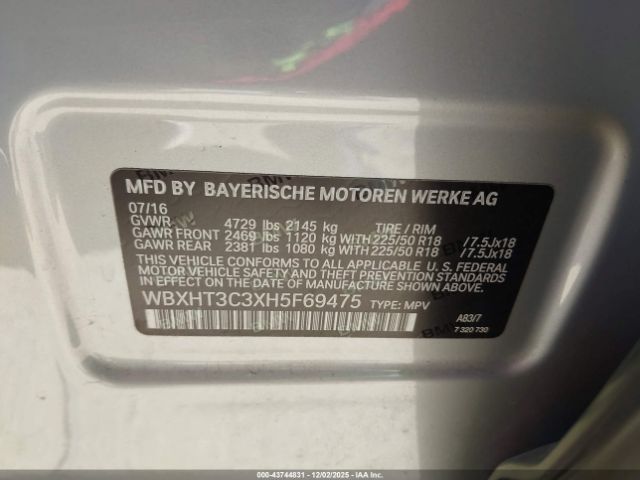 MFD BY BAYERISCHE MOTOREN WERKE AG
07/16
GVWR 4729 lbs 2145 kg TIRE / RIM
GAWR FRONT 2469 lbs 1120 kg WITH 225/50 R18 /7.5Jx18
GAWR REAR 2381 lbs 1080 kg WITH 225/50 R18 /7.5Jx18
THIS VEHICLE CONFORMS TO ALL APPLICABLE U.S. FEDERAL
MOTOR VEHICLE SAFETY AND THEFT PREVENTION STANDARDS
IN EFFECT ON THE DATE OF MANUFACTURE SHOWN ABOVE.
WBXHT3C3XH5F69475 TYPE: MPV
A83/7
7 320 730
000-43744831 - 12/02/2025 - COPYRIGHT IAA, LLC.